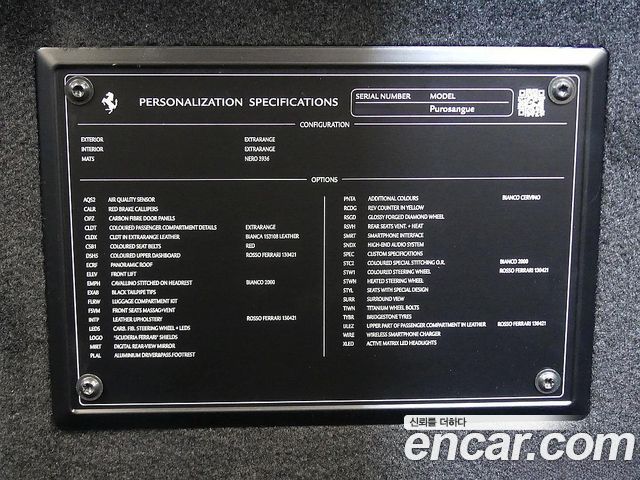 PERSONALIZATION SPECIFICATIONS
SERIAL NUMBER MODEL
Purosangue
CONFIGURATION
EXTERIOR EXTRARANGE
INTERIOR EXTRARANGE
MATS NERO 3936
OPTIONS
AQS2 AIR QUALITY SENSOR
CALR RED BRAKE CALLIPERS
CIPZ CARBON FIBRE DOOR PANELS
CLDT COLOURED PASSENGER COMPARTMENT DETAILS EXTRARANGE
CLDX CLDT IN EXTRARANGE LEATHER BIANCA 153108 LEATHER
CSB1 COLOURED SEAT BELTS RED
DSHS COLOURED UPPER DASHBOARD ROSSO FERRARI 130421
ECRF PANORAMIC ROOF
ELEV FRONT LIFT
EMPH CAVALLINO STITCHED ON HEADREST BIANCO 2000
EXAB BLACK TAILPIPE TIPS
FLRW LUGGAGE COMPARTMENT KIT
FSVM FRONT SEATS MASSAG+VENT
INTP LEATHER UPHOLSTERY ROSSO FERRARI 130421
LEDS CARB. FIB. STEERING WHEEL + LEDS
LOGO "SCUDERIA FERRARI" SHIELDS
MIRT DIGITAL REAR-VIEW MIRROR
PLAL ALUMINIUM DRIVER&PASS.FOOTREST
PNTA ADDITIONAL COLOURS BIANCO CERVINO
RCDG REV COUNTER IN YELLOW
RSGD GLOSSY FORGED DIAMOND WHEEL
RSVH REAR SEATS VENT. + HEAT
SMRT SMARTPHONE INTERFACE
SNDX HIGH-END AUDIO SYSTEM
SPEC CUSTOM SPECIFICATIONS
STC2 COLOURED SPECIAL STITCHING O.R. BIANCO 2000
STW1 COLOURED STEERING WHEEL ROSSO FERRARI 130421
STWN HEATED STEERING WHEEL
STYL SEATS WITH SPECIAL DESIGN
SURR SURROUND VIEW
TIWN TITANIUM WHEEL BOLTS
TYBR BRIDGESTONE TYRES
ULEZ UPPER PART OF PASSENGER COMPARTMENT IN LEATHER ROSSO FERRARI 130421
WIRE WIRELESS SMARTPHONE CHARGER
XLED ACTIVE MATRIX LED HEADLIGHTS
신뢰를 더하다
encar.com